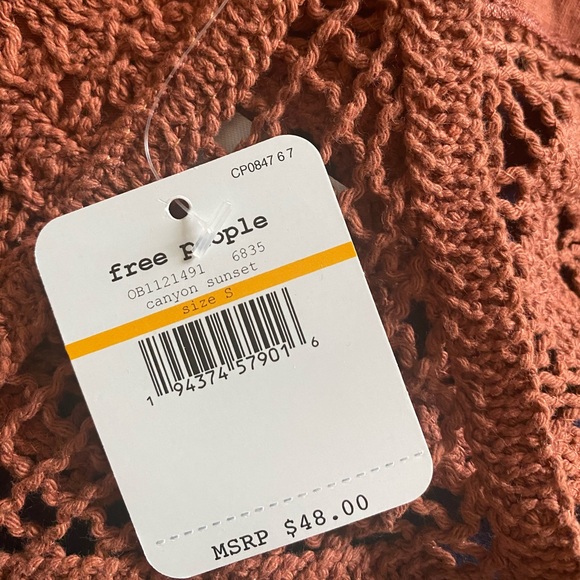 CP0847 6 7
free people
OB1121491 6835
canyon sunset
size S
1 94374 57901 6
MSRP $48.00